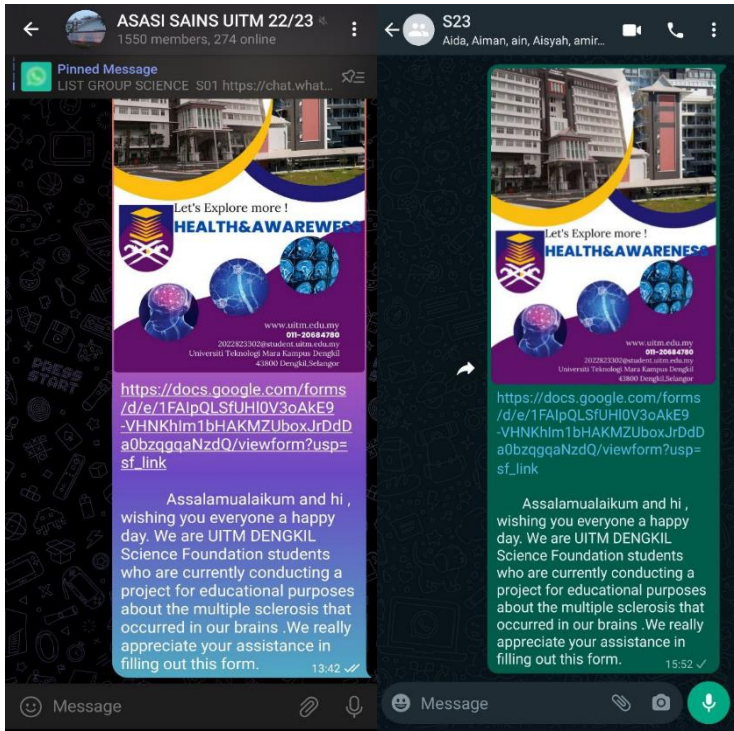 ASASI SAINS UITM 22/23
1550 members, 274 online
Pinned Message
LIST GROUP SCIENCE S01 https://chat.what...
Let's Explore more !
HEALTH&AWAREWESS
www.uitm.edu.my
011-20684780
2022823302@student.uitm.edu.my
Universiti Teknologi Mara Kampus Dengkil
43800 Dengkil,Selangor
https://docs.google.com/forms
/d/e/1FAIpQLSfUHl0V3oAkE9
-VHNKhIm1bHAKMZUboxJrDdD
a0bzqgqaNzdQ/viewform?usp=
sf_link
Assalamualaikum and hi ,
wishing you everyone a happy
day. We are UITM DENGKIL
Science Foundation students
who are currently conducting a
project for educational purposes
about the multiple sclerosis that
occurred in our brains .We really
appreciate your assistance in
filling out this form.
13:42
Message
PRESS
START
S23
Aida, Aiman, ain, Aisyah, amir...
Let's Explore more !
HEALTH&AWARENESS
www.uitm.edu.my
011-20684780
2022823302@student.uitm.edu.my
Universiti Teknologi Mara Kampus Dengkil
43800 Dengkil,Selangor
https://docs.google.com/forms
/d/e/1FAIpQLSfUHl0V3oAkE9
-VHNKhIm1bHAKMZUboxJrDdD
a0bzqgqaNzdQ/viewform?usp=
sf_link
Assalamualaikum and hi ,
wishing you everyone a happy
day. We are UITM DENGKIL
Science Foundation students
who are currently conducting a
project for educational purposes
about the multiple sclerosis that
occurred in our brains .We really
appreciate your assistance in
filling out this form.
15:52
Message